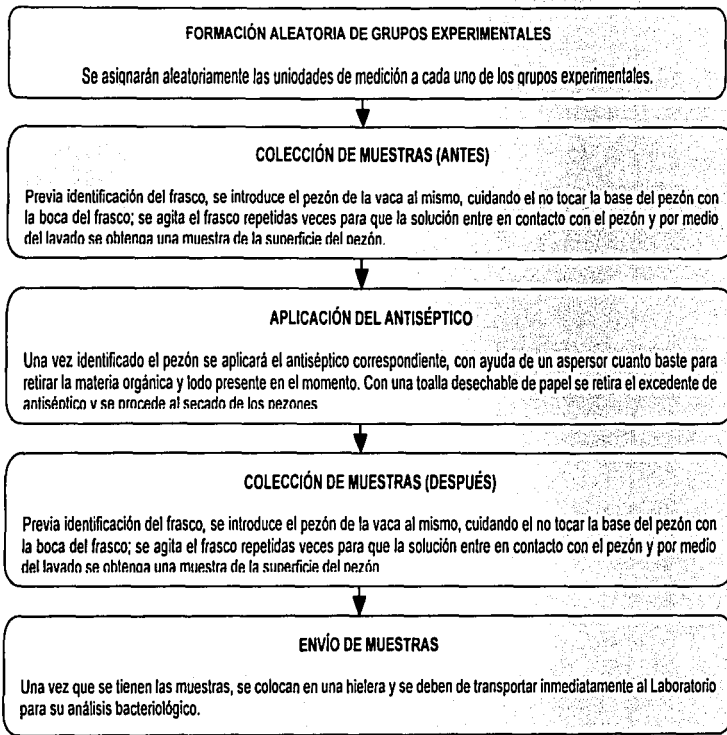 FORMACIÓN ALEATORIA DE GRUPOS EXPERIMENTALES
Se asignarán aleatoriamente las uniodades de medición a cada uno de los grupos experimentales.
COLECCIÓN DE MUESTRAS (ANTES)
Previa identificación del frasco, se introduce el pezón de la vaca al mismo, cuidando el no tocar la base del pezón con
la boca del frasco; se agita el frasco repetidas veces para que la solución entre en contacto con el pezón y por medio
del lavado se obtenga una muestra de la superficie del pezón.
APLICACIÓN DEL ANTISÉPTICO
Una vez identificado el pezón se aplicará el antiséptico correspondiente, con ayuda de un aspersor cuanto baste para
retirar la materia orgánica y lodo presente en el momento. Con una toalla desechable de papel se retira el excedente de
antiséptico y se procede al secado de los pezones
COLECCIÓN DE MUESTRAS (DESPUÉS)
Previa identificación del frasco, se introduce el pezón de la vaca al mismo, cuidando el no tocar la base del pezón con
la boca del frasco; se agita el frasco repetidas veces para que la solución entre en contacto con el pezón y por medio
del lavado se obtenga una muestra de la superficie del pezón
ENVÍO DE MUESTRAS
Una vez que se tienen las muestras, se colocan en una hielera y se deben de transportar inmediatamente al Laboratorio
para su análisis bacteriológico.